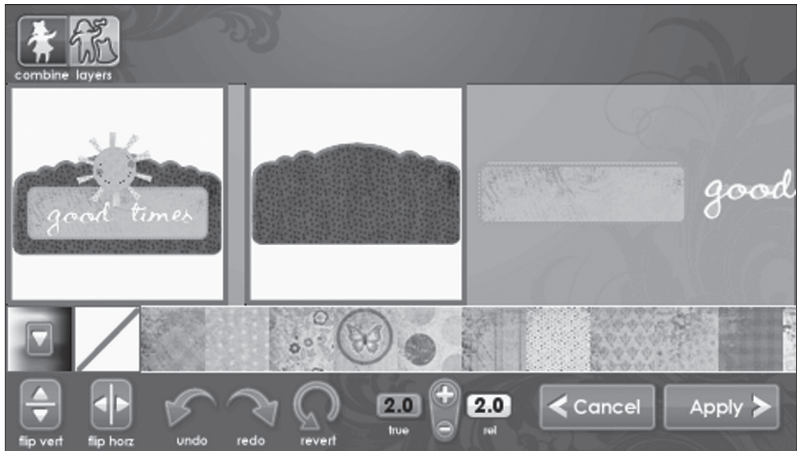 combine layers
good times
good
2.0
2.0
Cancel
Apply
true
rel
flip vert
flip horz
undo
redo
revert